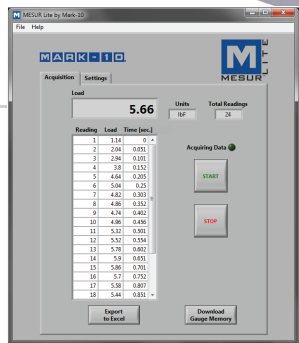 MESUR Lite by Mark-10
File Help
MARK-10
M
MESUR
LITE
Acquisition Settings
Load
5.66
Units
lbF
Total Readings
24
Reading Load Time (sec.)
1 1.14 0
2 2.04 0.051
3 2.94 0.101
4 3.8 0.152
5 4.64 0.205
6 5.04 0.25
7 4.82 0.303
8 4.86 0.352
9 4.74 0.402
10 4.96 0.456
11 5.32 0.501
12 5.52 0.554
13 5.78 0.602
14 5.9 0.651
15 5.86 0.701
16 5.7 0.752
17 5.58 0.807
18 5.44 0.851
Acquiring Data
START
STOP
Export
to Excel
Download
Gauge Memory